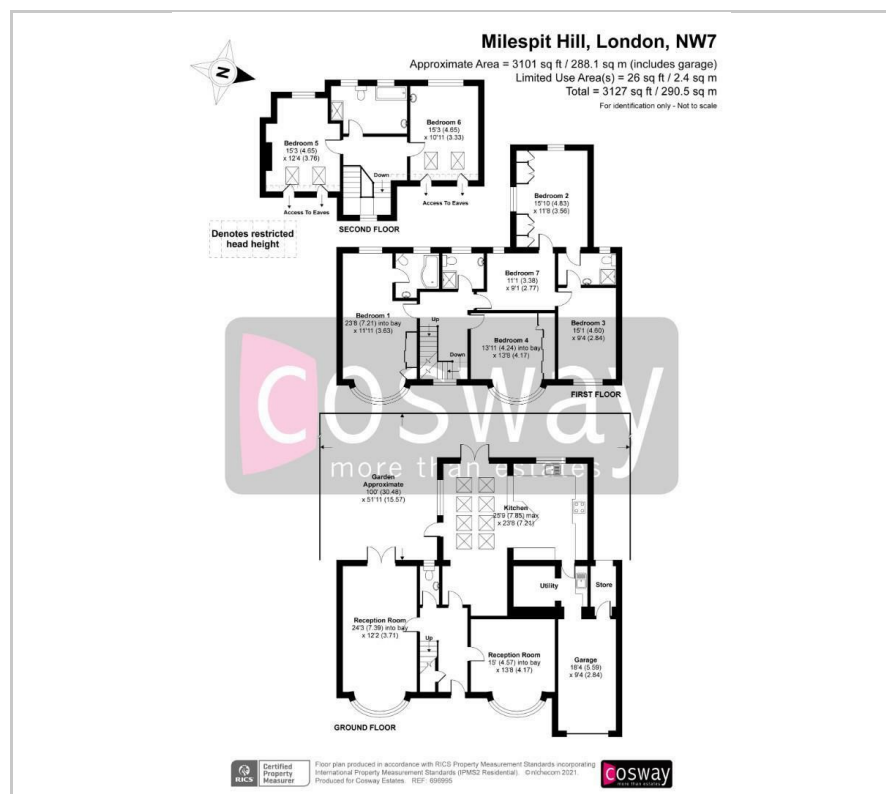 Milespit Hill, London, NW7
Approximate Area = 3101 sq ft / 288.1 sq m (includes garage)
Limited Use Area(s) = 26 sq ft / 2.4 sq m
Total = 3127 sq ft / 290.5 sq m
For identification only - Not to scale
N
Bedroom 5
15'3 (4.65)
x 12'4 (3.76)
Bedroom 6
15'3 (4.65)
x 10'11 (3.33)
Down
Access To Eaves
Access To Eaves
SECOND FLOOR
Denotes restricted
head height
Bedroom 2
15'10 (4.83)
x 11'8 (3.56)
Bedroom 7
11'1 (3.38)
x 9'1 (2.77)
Bedroom 1
23'8 (7.21) into bay
x 11'11 (3.63)
Up
Down
Bedroom 4
13'11 (4.24) into bay
x 13'8 (4.17)
Bedroom 3
15'1 (4.60)
x 9'4 (2.84)
FIRST FLOOR
cosway
more than estates
Garden
Approximate
100' (30.48)
x 51'11 (15.57)
Kitchen
25'9 (7.85) max
x 23'8 (7.21)
Utility
Store
Reception Room
24'3 (7.39) into bay
x 12'2 (3.71)
Up
Reception Room
15' (4.57) into bay
x 13'8 (4.17)
Garage
18'4 (5.59)
x 9'4 (2.84)
GROUND FLOOR
RICS
Certified
Property
Measurer
Floor plan produced in accordance with RICS Property Measurement Standards incorporating
International Property Measurement Standards (IPMS2 Residential). © nichecom 2021.
Produced for Cosway Estates. REF: 698995
cosway
more than estates